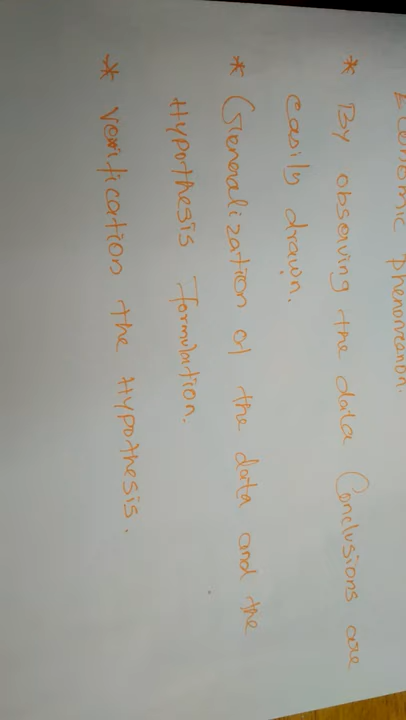 Economic Phenomenon.
* By observing the data Conclusions are
easily drawn.
* Generalization of the data and the
Hypothesis Formulation.
* Verification the Hypothesis.